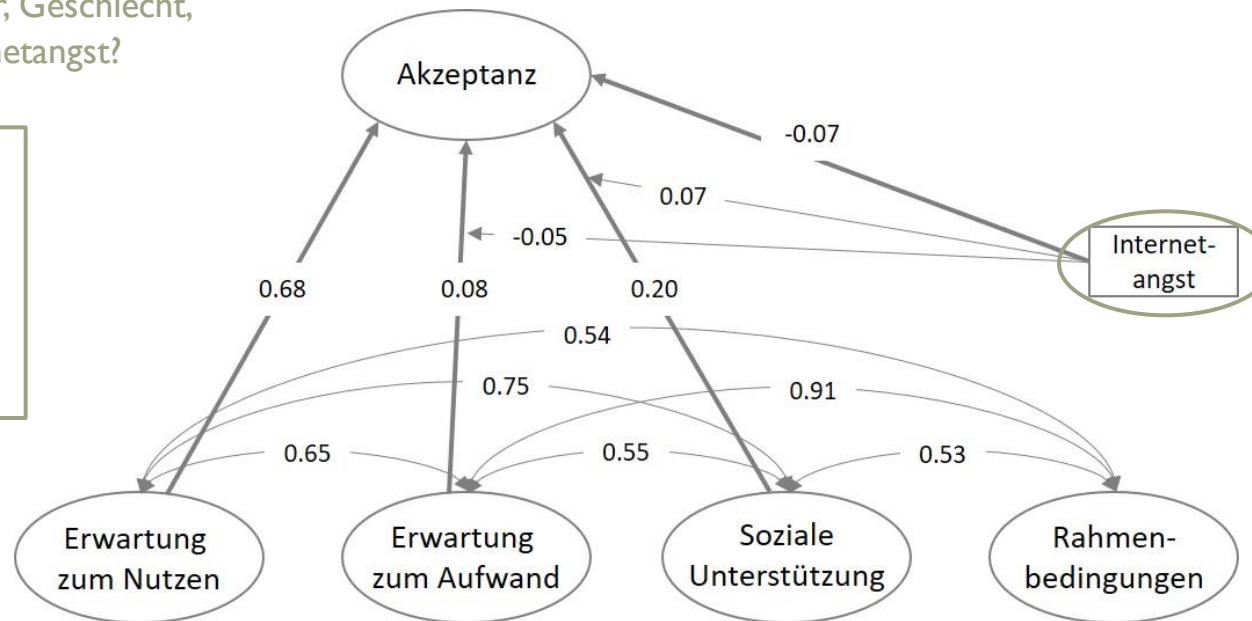 Geschlecht,
Akzeptanz
-0.07
0.07
-0.05
Internet-
angst
0.68
0.08
0.20
0.54
0.75
0.91
0.65
0.55
0.53
Erwartung
zum Nutzen
Erwartung
zum Aufwand
Soziale
Unterstützung
Rahmen-
bedingungen